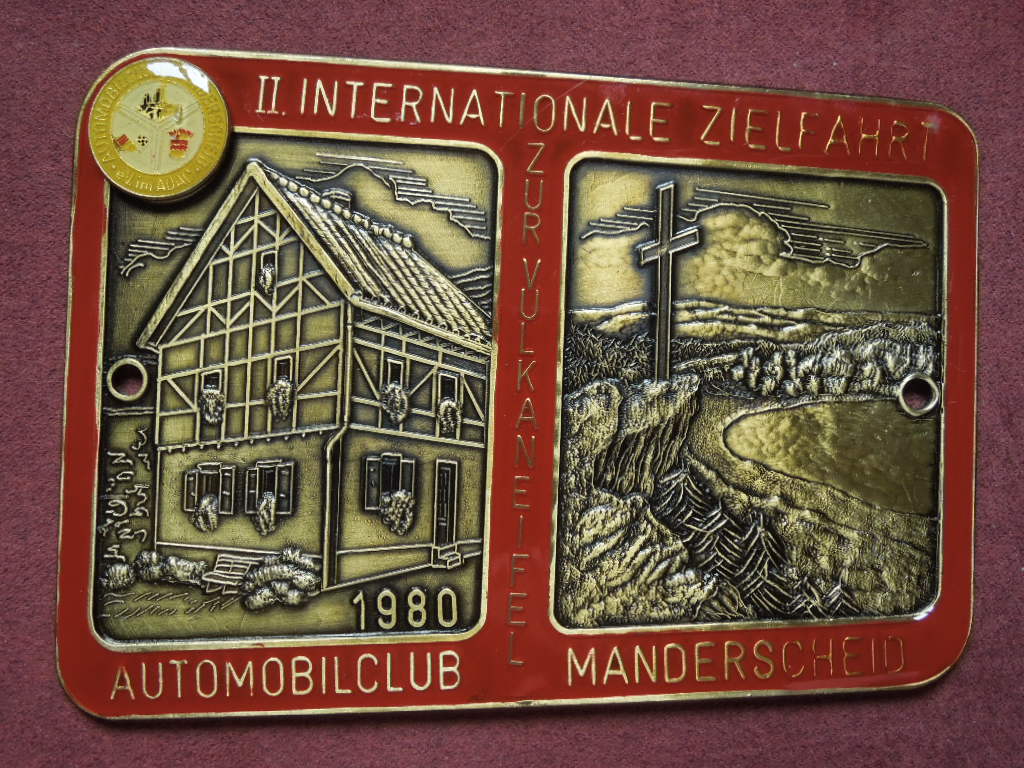 II. INTERNATIONALE ZIELFAHRT
ZUR VULKANEIFEL
1980
AUTOMOBILCLUB
MANDERSCHEID